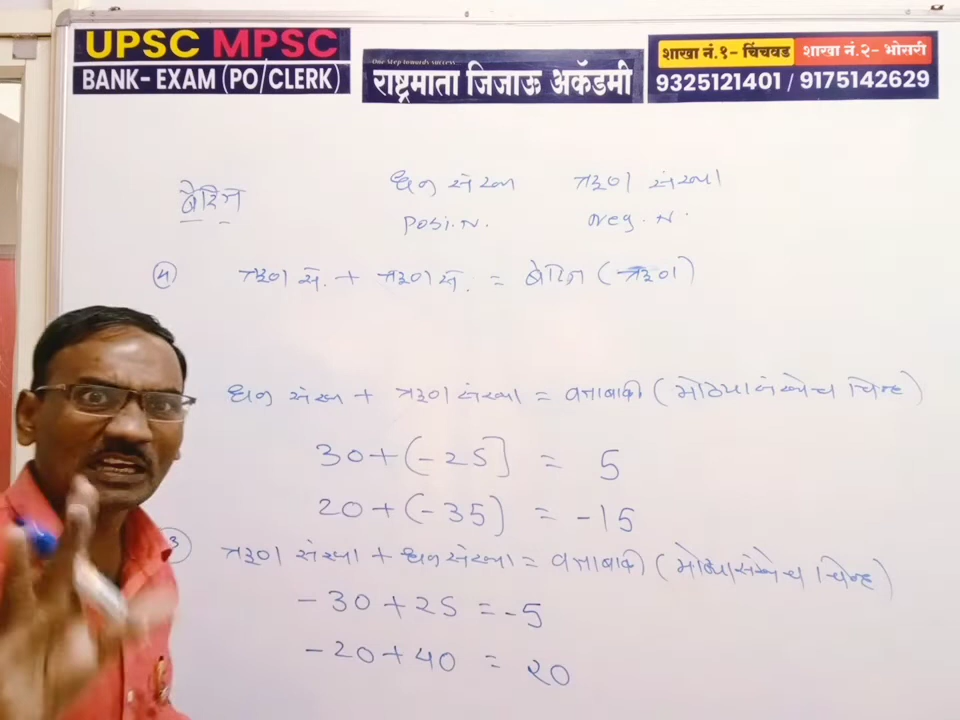 UPSC MPSC
BANK- EXAM (PO/CLERK)
One Step towards success
राष्ट्रमाता जिजाऊ अकॅडमी
शाखा नं.१- चिंचवड शाखा नं.२- भोसरी
9325121401 / 9175142629
बेरीज धन संख्या ऋण संख्या
Posi. N. Neg. N.
४ ऋण सं. + ऋण सं. = बेरीज (ऋण)
धन संख्या + ऋण संख्या = वजाबाकी (मोठ्या संख्येच चिन्ह)
30 + (-25] = 5
20 + (-35) = -15
3 ऋण संख्या + धन संख्या = वजाबाकी (मोठ्या संख्येच चिन्ह)
-30 + 25 = -5
-20 + 40 = 20